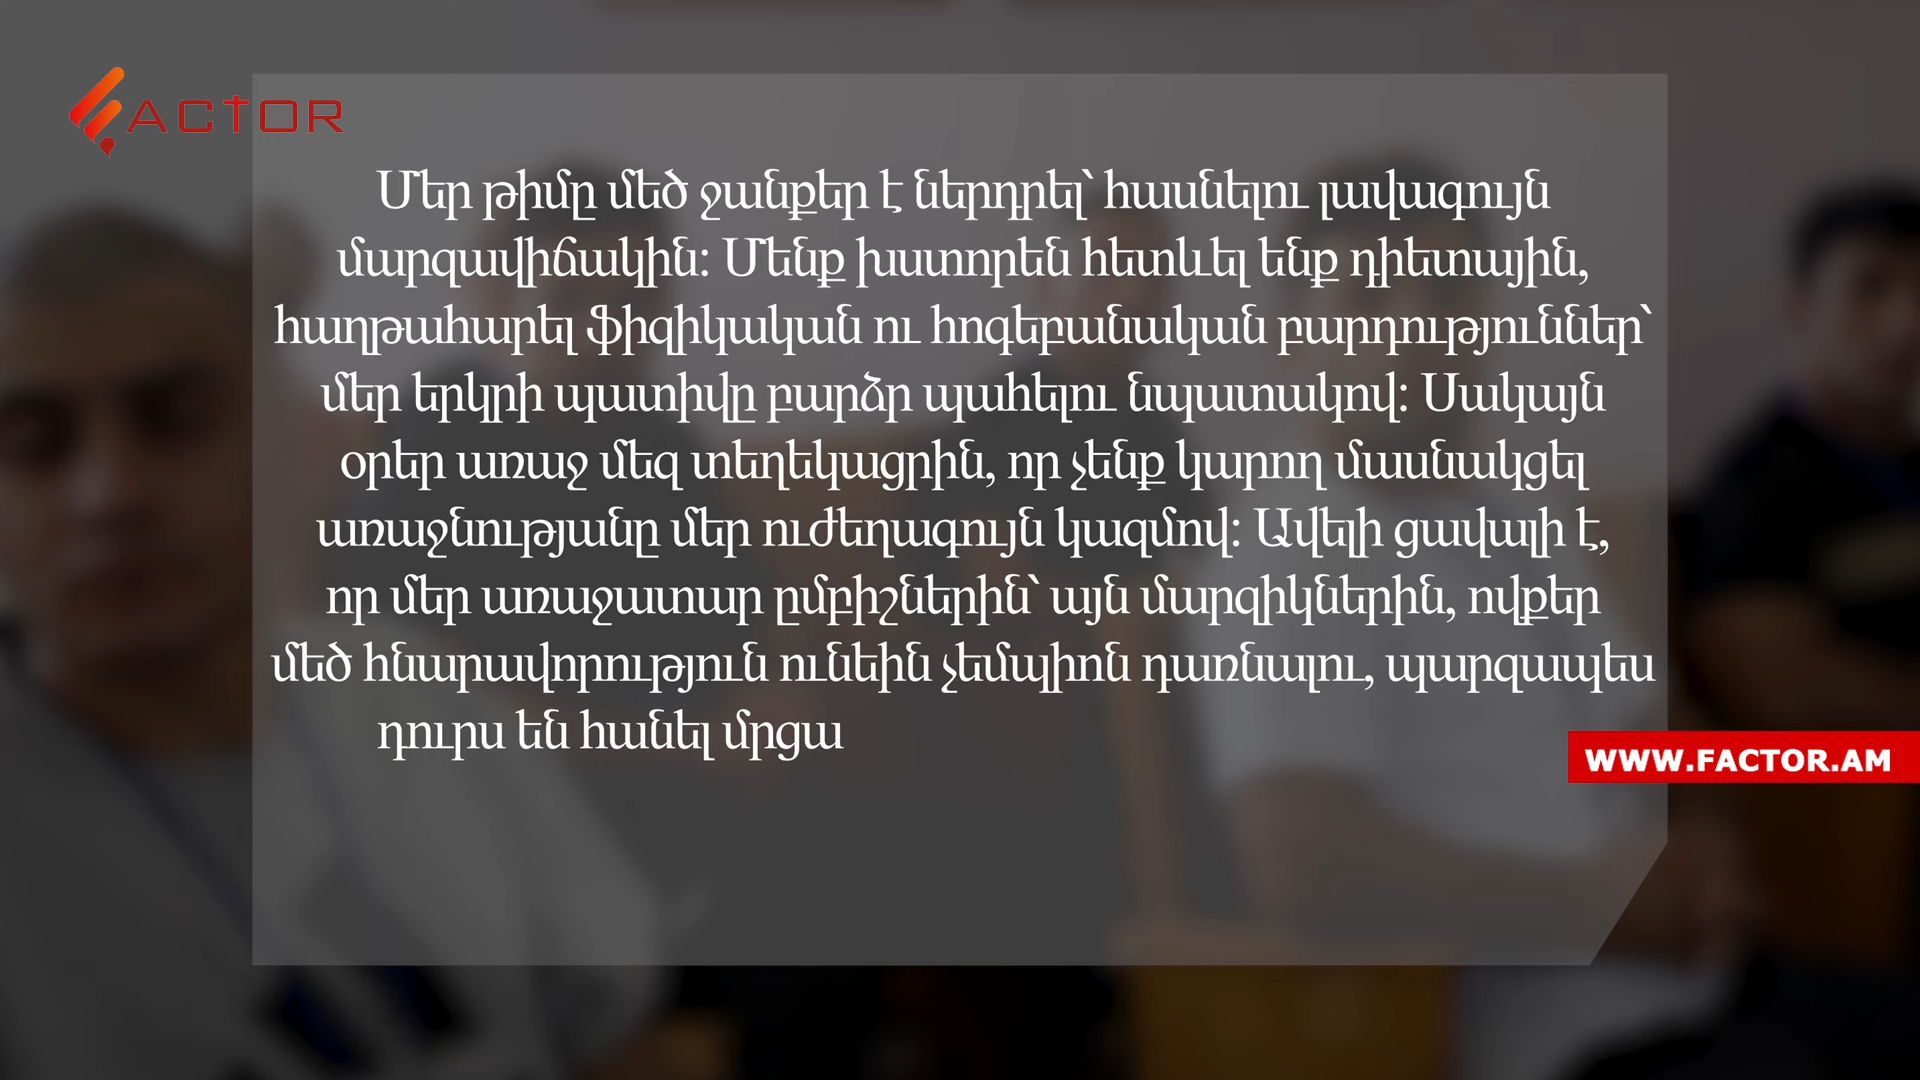 FACTOR
Մեր թիմը մեծ ջանքեր է ներդրել՝ հասնելու լավագույն
մարզավիճակին: Մենք խստորեն հետևել ենք դիետային,
հաղթահարել ֆիզիկական ու հոգեբանական բարդություններ՝
մեր երկրի պատիվը բարձր պահելու նպատակով: Սակայն
օրեր առաջ մեզ տեղեկացրին, որ չենք կարող մասնակցել
առաջնությանը մեր ուժեղագույն կազմով: Ավելի ցավալի է,
որ մեր առաջատար ըմբիշներին՝ այն մարզիկներին, ովքեր
մեծ հնարավորություն ունեին չեմպիոն դառնալու, պարզապես
դուրս են հանել մրցա
WWW.FACTOR.AM